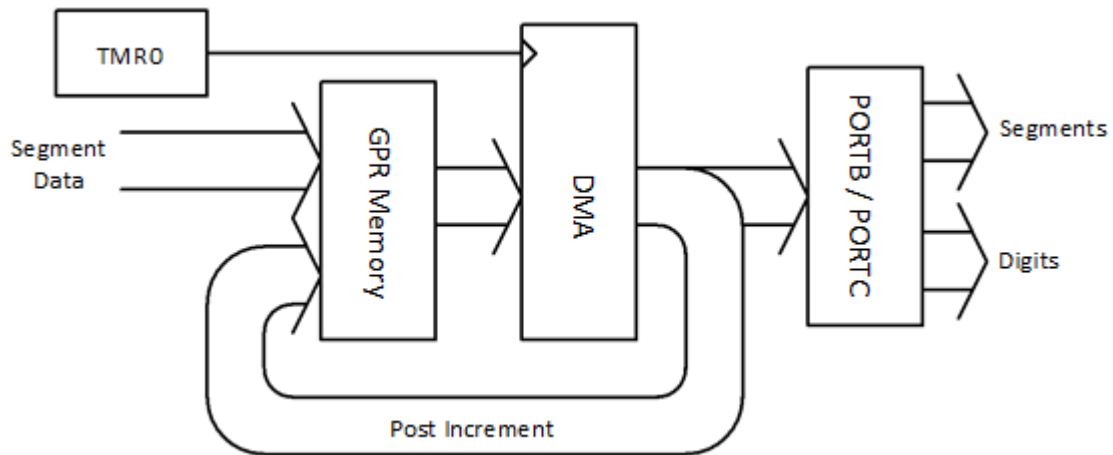 TMR0
Segment
Data
GPR Memory
DMA
PORTB / PORTC
Segments
Digits
Post Increment